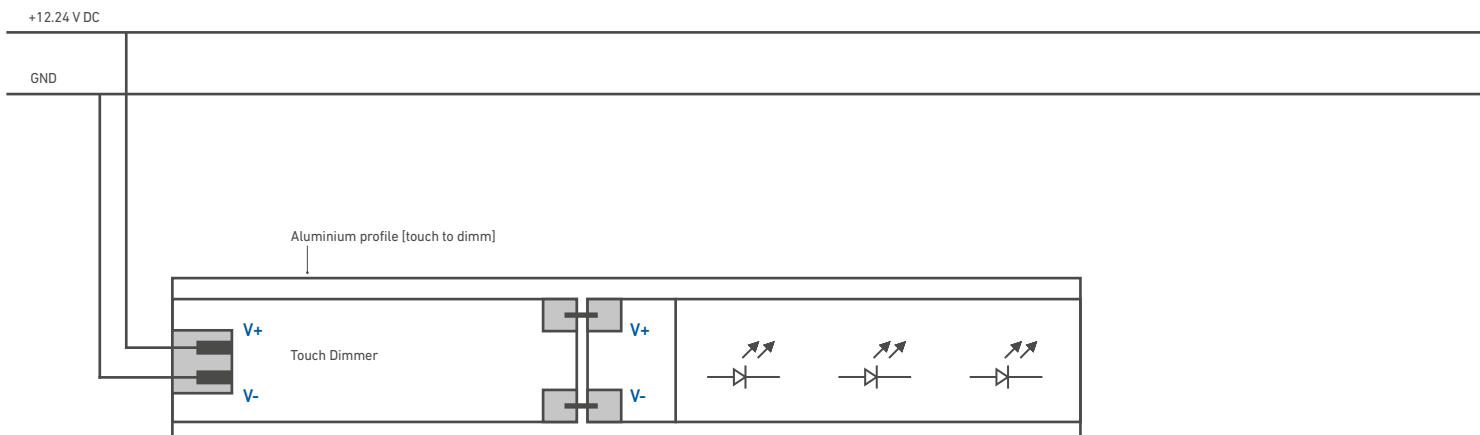 +12.24 V DC
GND
Aluminium profile [touch to dimm]
V+
V+
Touch Dimmer
V-
V-